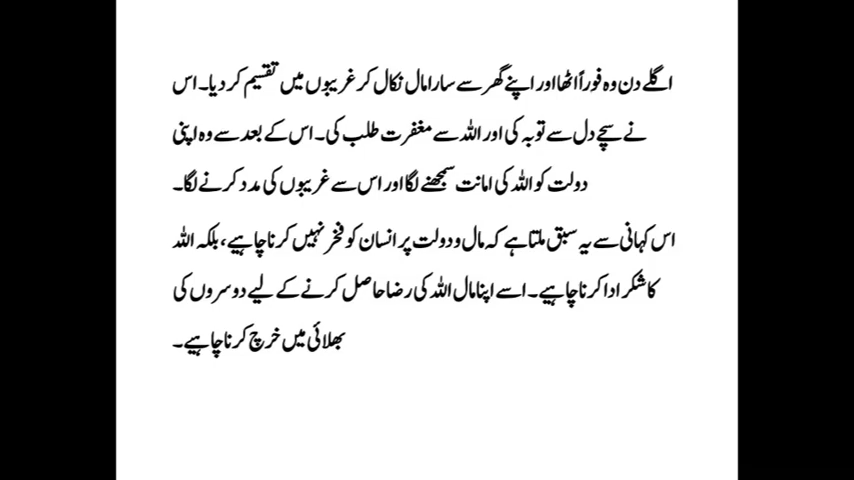 اگلے دن وہ فوراً اٹھا اور اپنے گھر سے سارا مال نکال کر غریبوں میں تقسیم کر دیا۔ اس
نے سچے دل سے توبہ کی اور اللہ سے مغفرت طلب کی۔ اس کے بعد سے وہ اپنی
دولت کو اللہ کی امانت سمجھنے لگا اور اس سے غریبوں کی مدد کرنے لگا۔
اس کہانی سے یہ سبق ملتا ہے کہ مال و دولت پر انسان کو فخر نہیں کرنا چاہیے، بلکہ اللہ
کا شکر ادا کرنا چاہیے۔ اسے اپنا مال اللہ کی رضا حاصل کرنے کے لیے دوسروں کی
بھلائی میں خرچ کرنا چاہیے۔